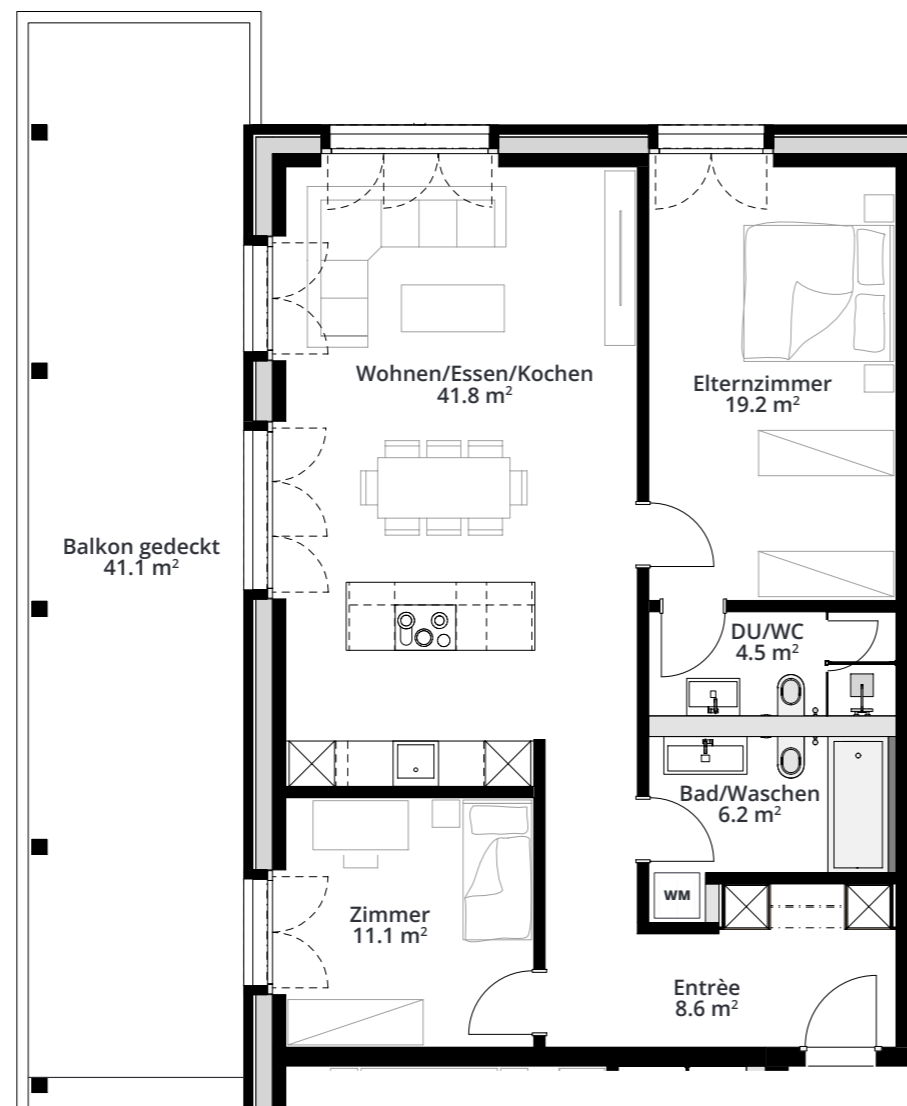 Wohnen/Essen/Kochen
41.8 m²
Elternzimmer
19.2 m²
Balkon gedeckt
41.1 m²
DU/WC
4.5 m²
Bad/Waschen
6.2 m²
WM
Zimmer
11.1 m²
Entrèe
8.6 m²